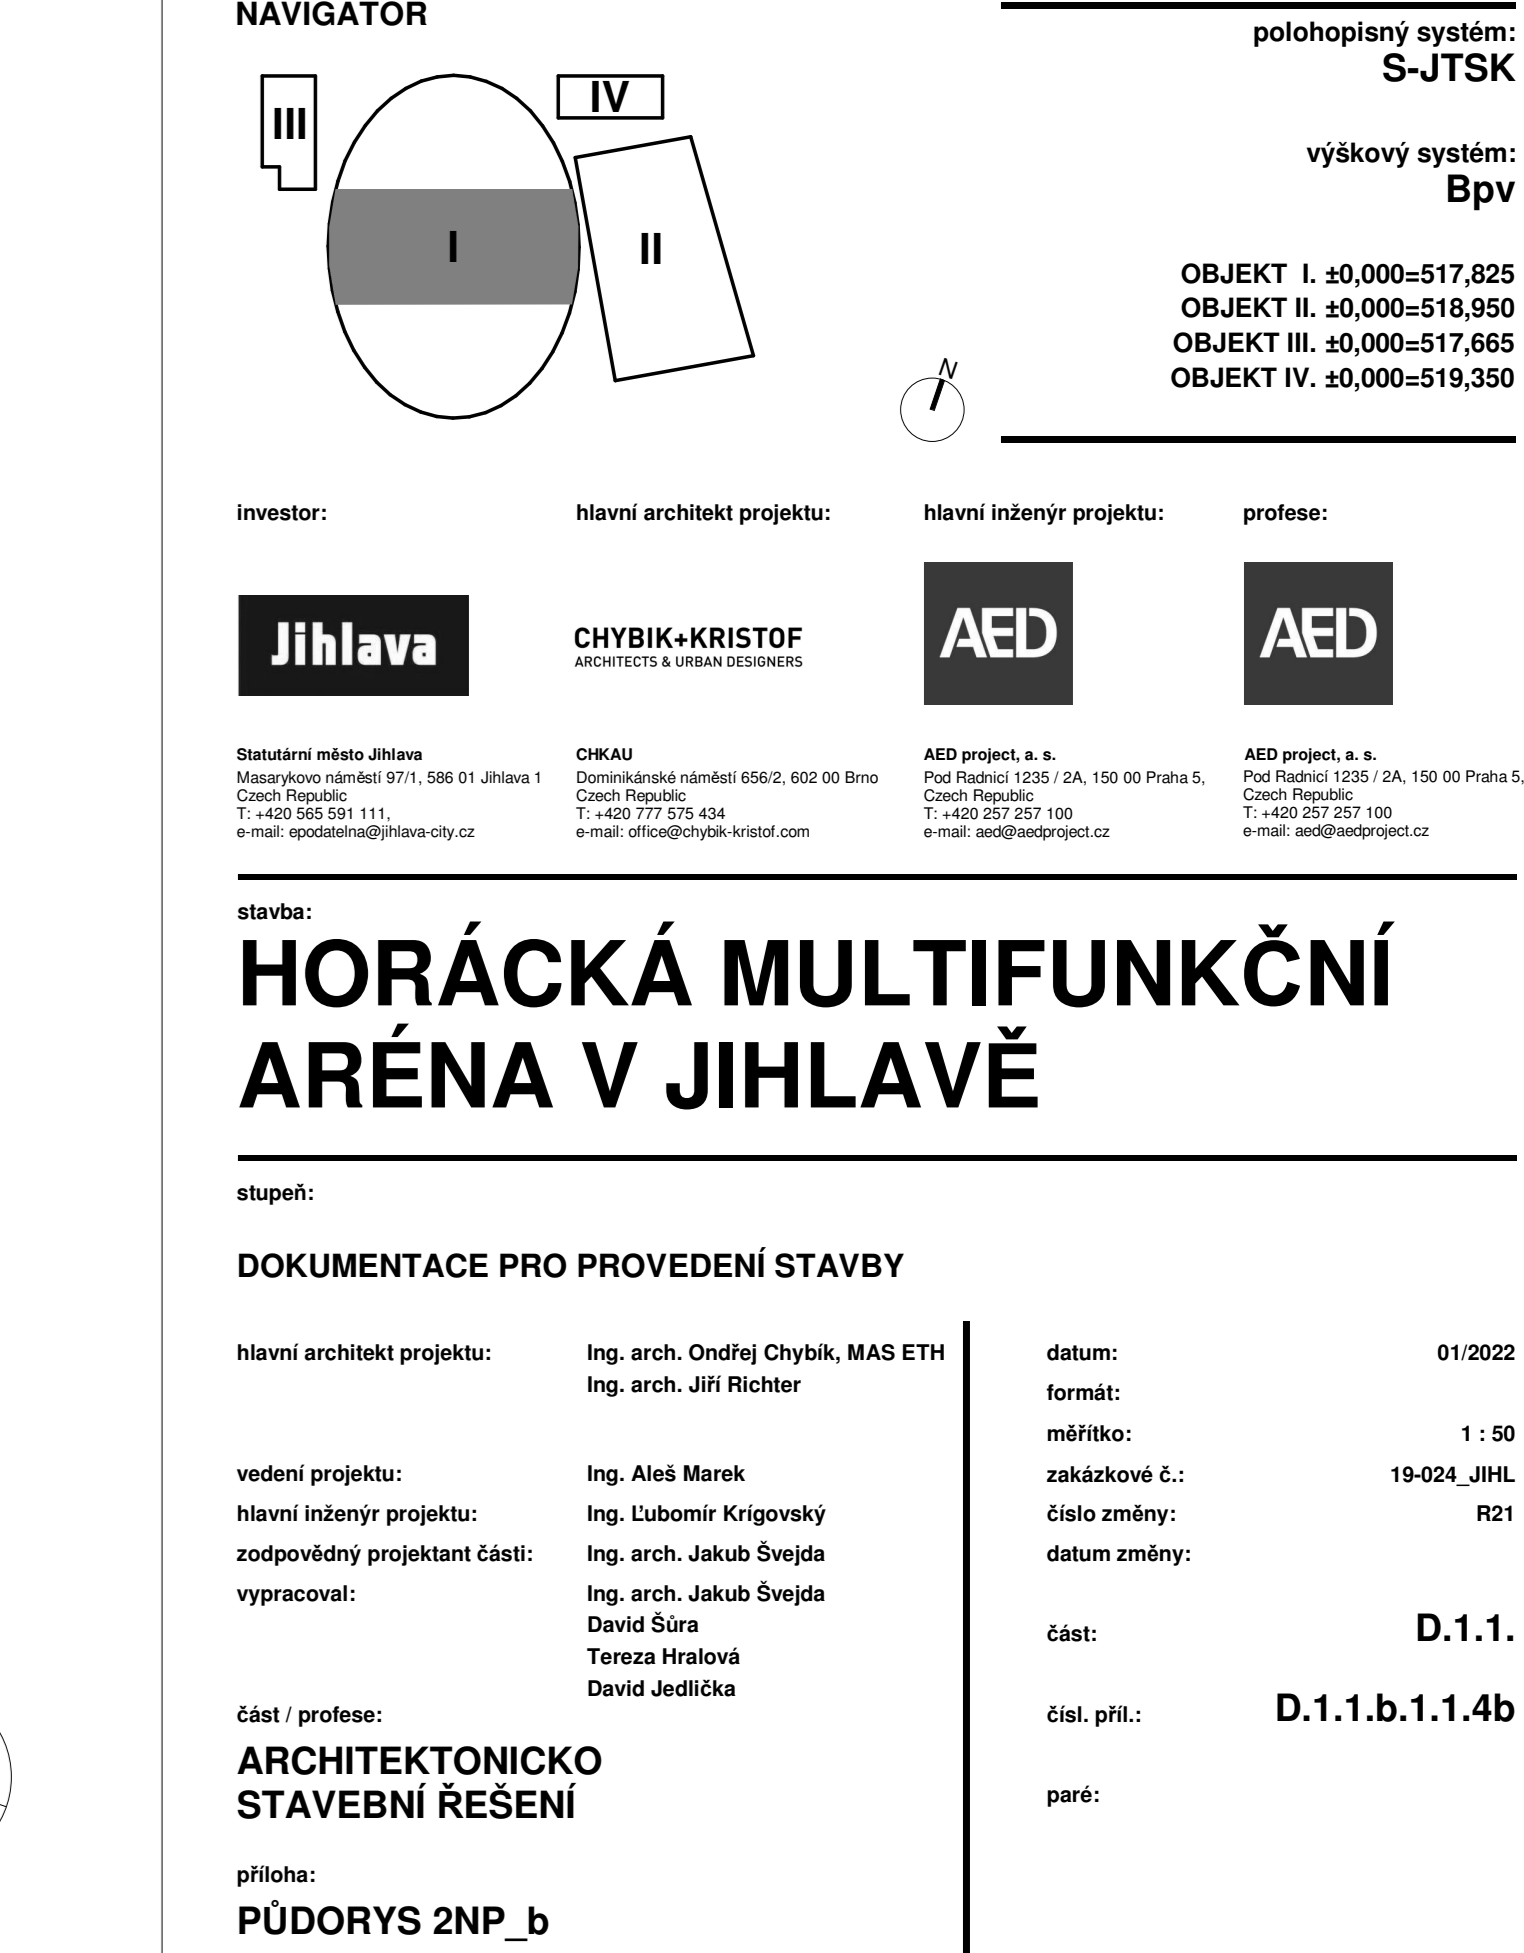 NAVIGÁTOR
polohopisný systém:
S-JTSK
výškový systém:
Bpv
III
IV
I
II
N
OBJEKT I. ±0,000=517,825
OBJEKT II. ±0,000=518,950
OBJEKT III. ±0,000=517,665
OBJEKT IV. ±0,000=519,350
investor:
Jihlava
Statutární město Jihlava
Masarykovo náměstí 97/1, 586 01 Jihlava 1
Czech Republic
T: +420 565 591 111,
e-mail: epodatelna@jihlava-city.cz
hlavní architekt projektu:
CHYBIK+KRISTOF
ARCHITECTS & URBAN DESIGNERS
CHKAU
Dominikánské náměstí 656/2, 602 00 Brno
Czech Republic
T: +420 777 575 434
e-mail: office@chybik-kristof.com
hlavní inženýr projektu:
AED
AED project, a. s.
Pod Radnicí 1235 / 2A, 150 00 Praha 5,
Czech Republic
T: +420 257 257 100
e-mail: aed@aedproject.cz
profese:
AED
AED project, a. s.
Pod Radnicí 1235 / 2A, 150 00 Praha 5,
Czech Republic
T: +420 257 257 100
e-mail: aed@aedproject.cz
stavba:
HORÁCKÁ MULTIFUNKČNÍ
ARÉNA V JIHLAVĚ
stupeň:
DOKUMENTACE PRO PROVEDENÍ STAVBY
hlavní architekt projektu: Ing. arch. Ondřej Chybík, MAS ETH
Ing. arch. Jiří Richter
vedení projektu: Ing. Aleš Marek
hlavní inženýr projektu: Ing. Ľubomír Krígovský
zodpovědný projektant části: Ing. arch. Jakub Švejda
vypracoval: Ing. arch. Jakub Švejda
David Šůra
Tereza Hralová
David Jedlička
část / profese:
ARCHITEKTONICKO
STAVEBNÍ ŘEŠENÍ
příloha:
PŮDORYS 2NP_b
datum: 01/2022
formát:
měřítko: 1 : 50
zakázkové č.: 19-024_JIHL
číslo změny: R21
datum změny:
část: D.1.1.
čísl. příl.: D.1.1.b.1.1.4b
paré: